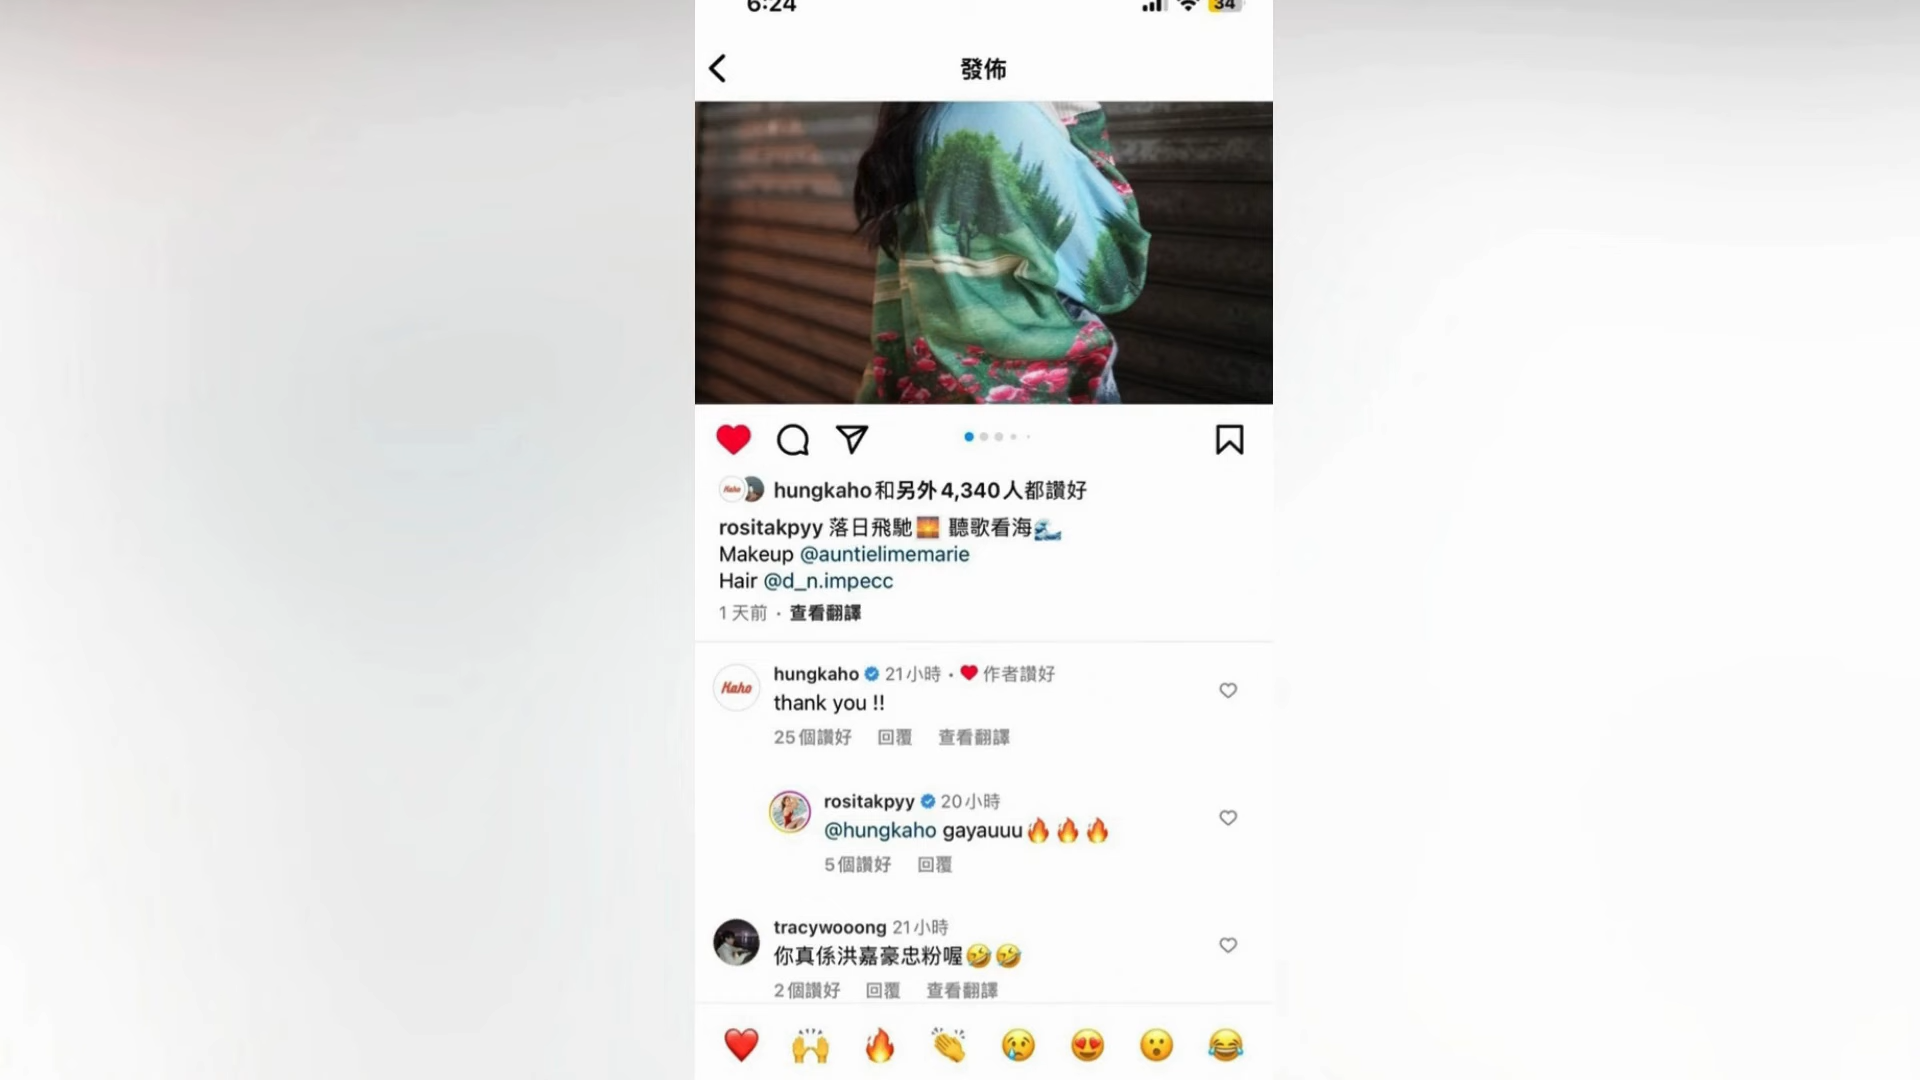 6:24
34
發佈
hungkaho和另外4,340人都讚好
rositakpyy 落日飛馳🌇 聽歌看海🌊
Makeup @auntielimemarie
Hair @d_n.impecc
1 天前 · 查看翻譯
Kaho
hungkaho 21小時 · ❤️ 作者讚好
thank you !!
25個讚好 回覆 查看翻譯
rositakpyy 20小時
@hungkaho gayauuu🔥🔥🔥
5個讚好 回覆
tracywooong 21小時
你真係洪嘉豪忠粉喔🤣🤣
2個讚好 回覆 查看翻譯